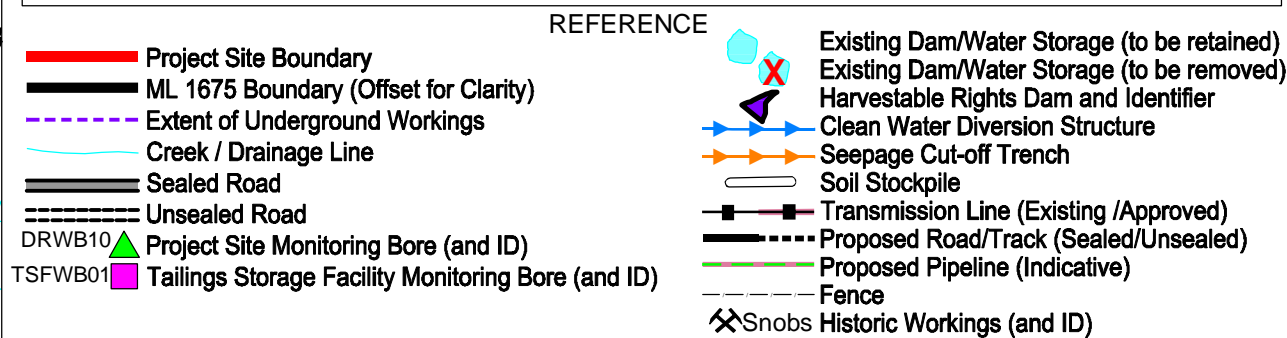 REFERENCE
Project Site Boundary
ML 1675 Boundary (Offset for Clarity)
Extent of Underground Workings
Creek / Drainage Line
Sealed Road
Unsealed Road
DRWB10 Project Site Monitoring Bore (and ID)
TSFWB01 Tailings Storage Facility Monitoring Bore (and ID)
Existing Dam/Water Storage (to be retained)
X Existing Dam/Water Storage (to be removed)
Harvestable Rights Dam and Identifier
Clean Water Diversion Structure
Seepage Cut-off Trench
Soil Stockpile
Transmission Line (Existing /Approved)
Proposed Road/Track (Sealed/Unsealed)
Proposed Pipeline (Indicative)
Fence
Snobs Historic Workings (and ID)